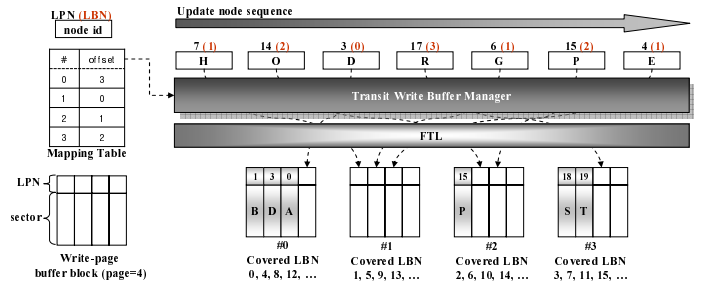 LPN (LBN)
node id
# offset
0 3
1 0
2 1
3 2
Mapping Table
LPN
sector
Write-page
buffer block (page=4)
Update node sequence
7 (1) 14 (2) 3 (0) 17 (3) 6 (1) 15 (2) 4 (1)
H O D R G P E
Transit Write Buffer Manager
FTL
1 3 0
B D A
15
P
18 19
S T
#0 #1 #2 #3
Covered LBN
0, 4, 8, 12, ...
Covered LBN
1, 5, 9, 13, ...
Covered LBN
2, 6, 10, 14, ...
Covered LBN
3, 7, 11, 15, ...